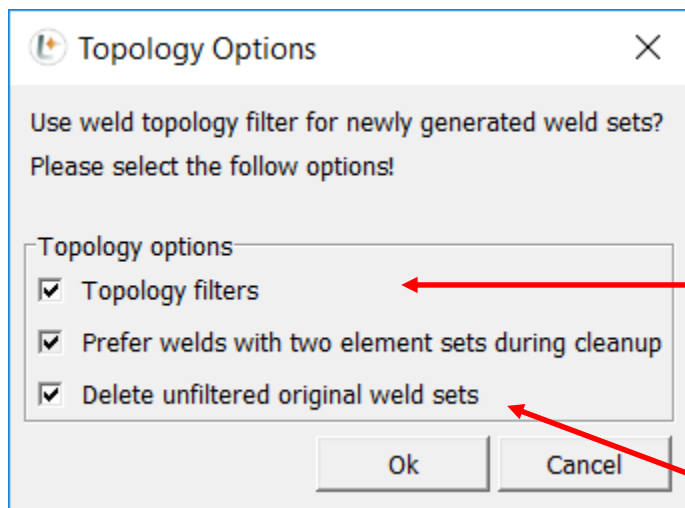 Topology Options
Use weld topology filter for newly generated weld sets?
Please select the follow options!
Topology options
Topology filters
Prefer welds with two element sets during cleanup
Delete unfiltered original weld sets
Ok
Cancel